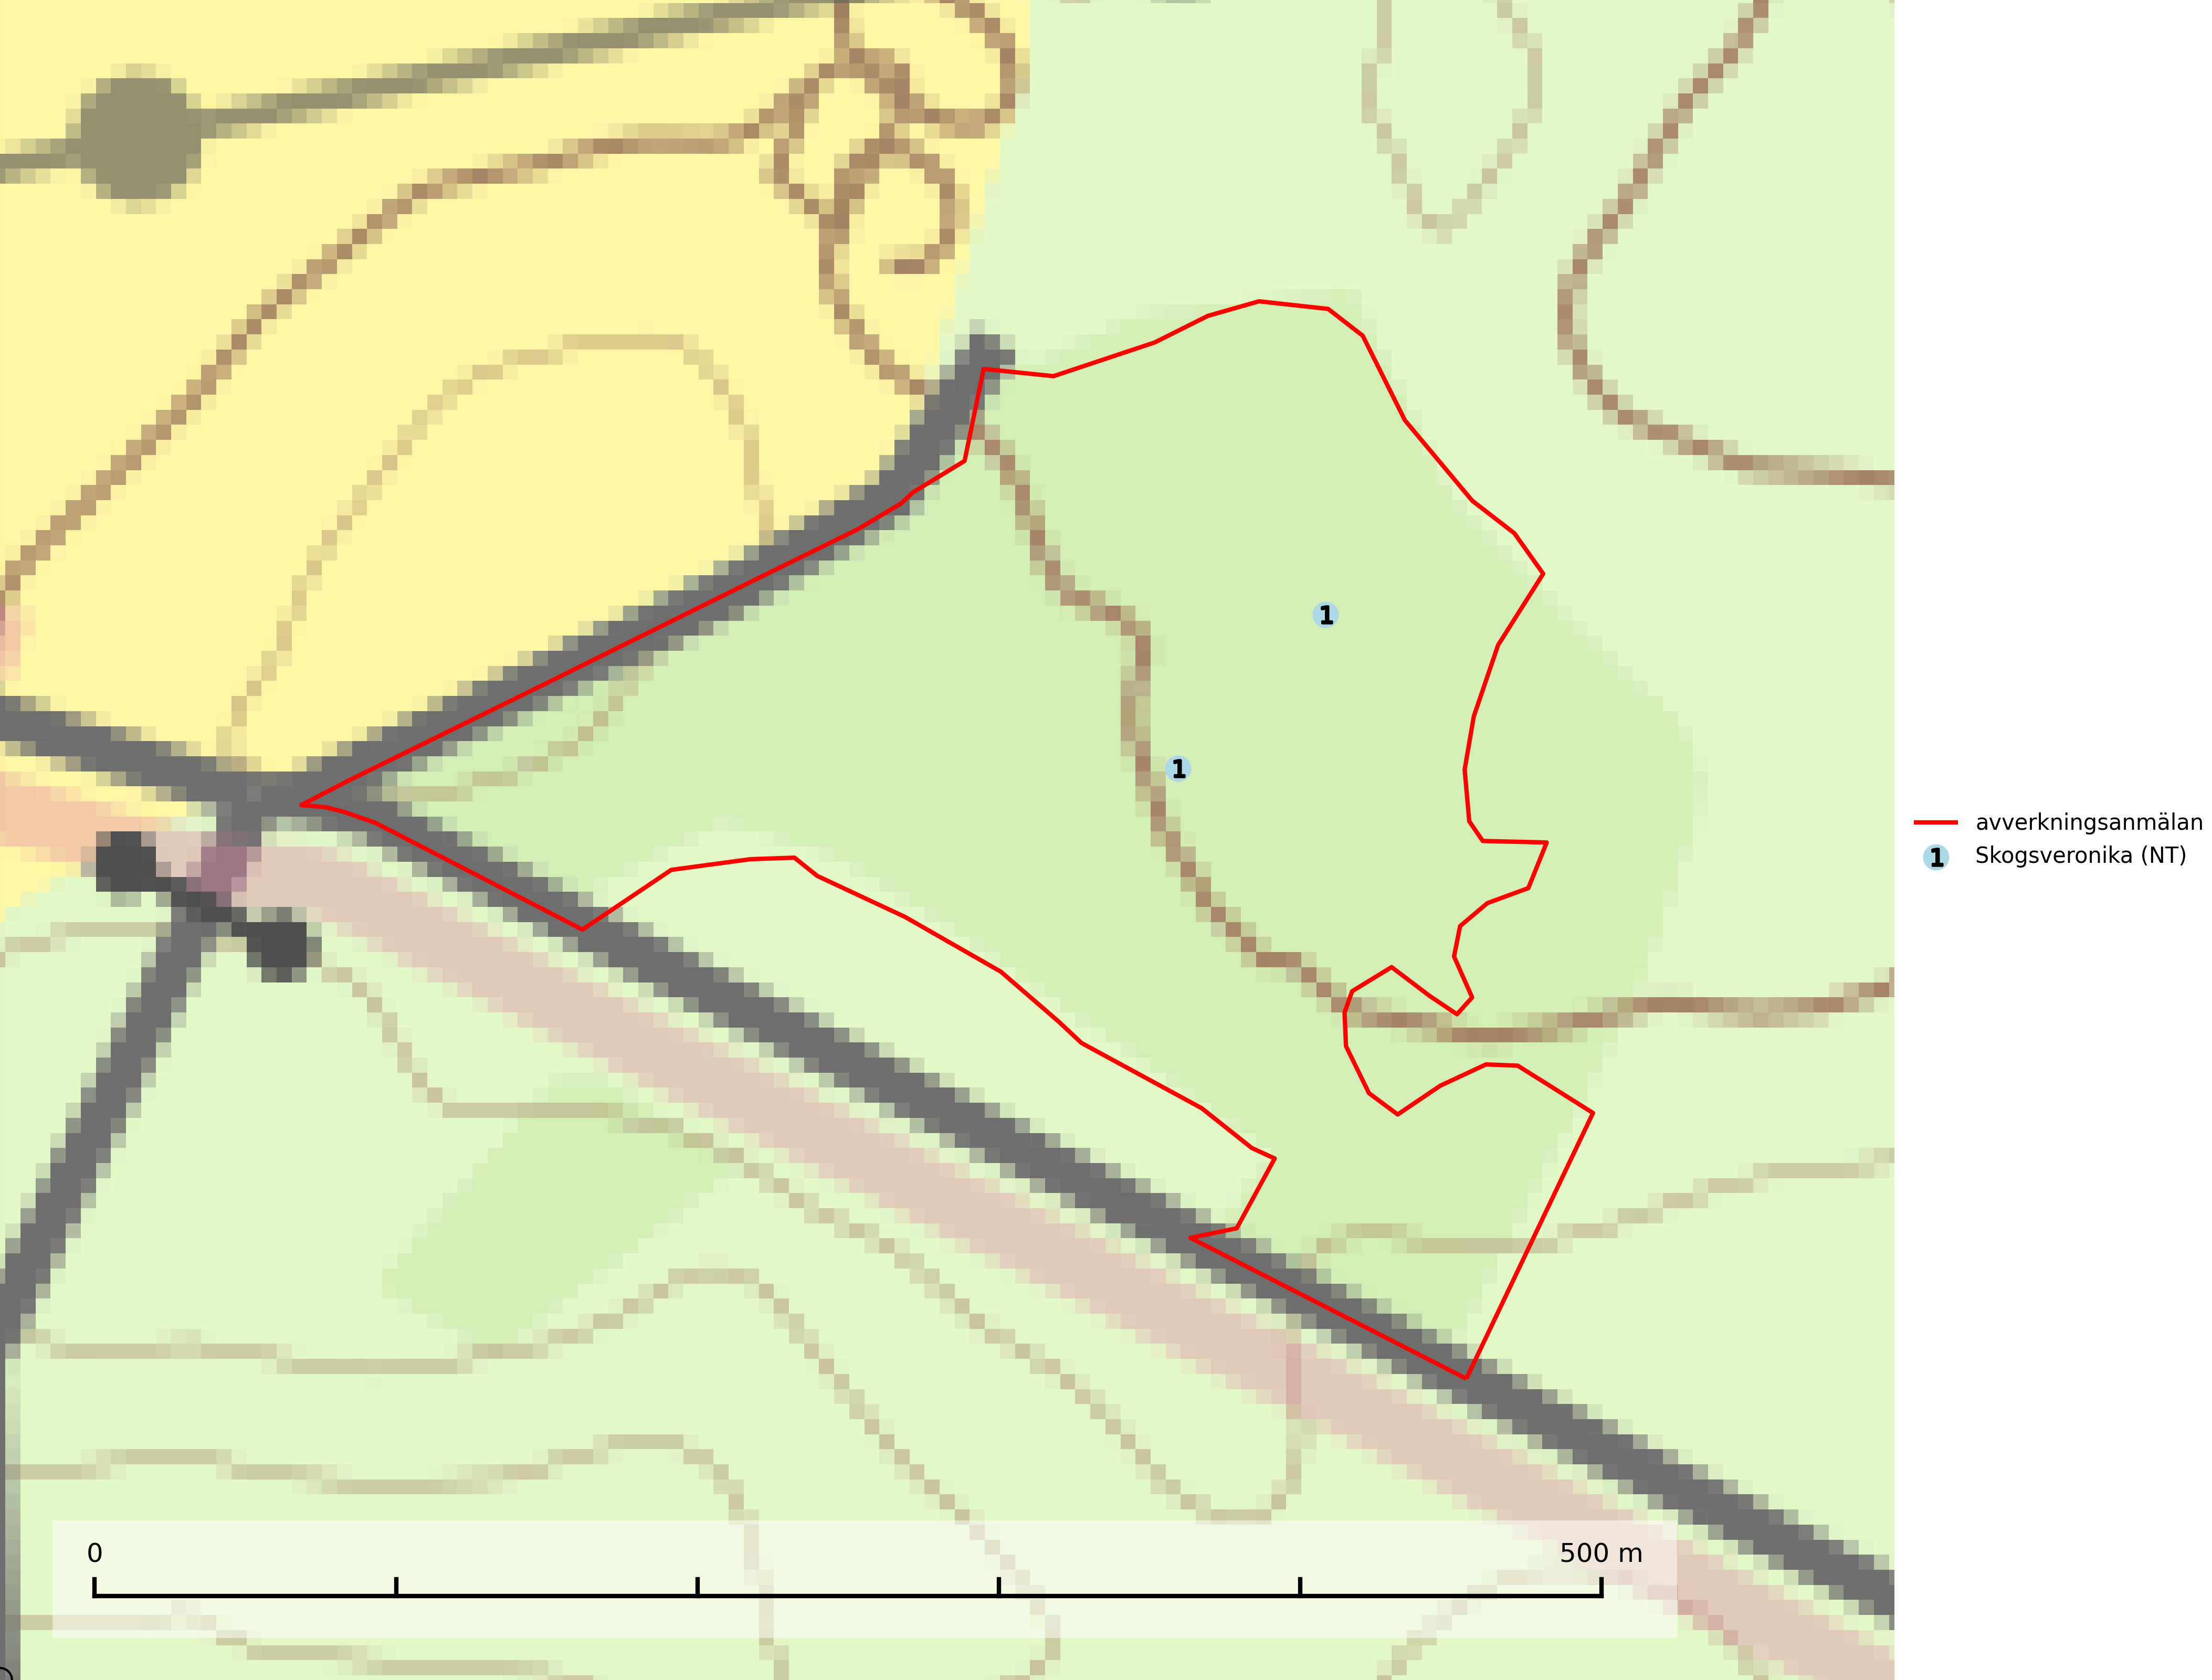 1
1
avverkningsanmälan
1 Skogsveronika (NT)
0 500 m